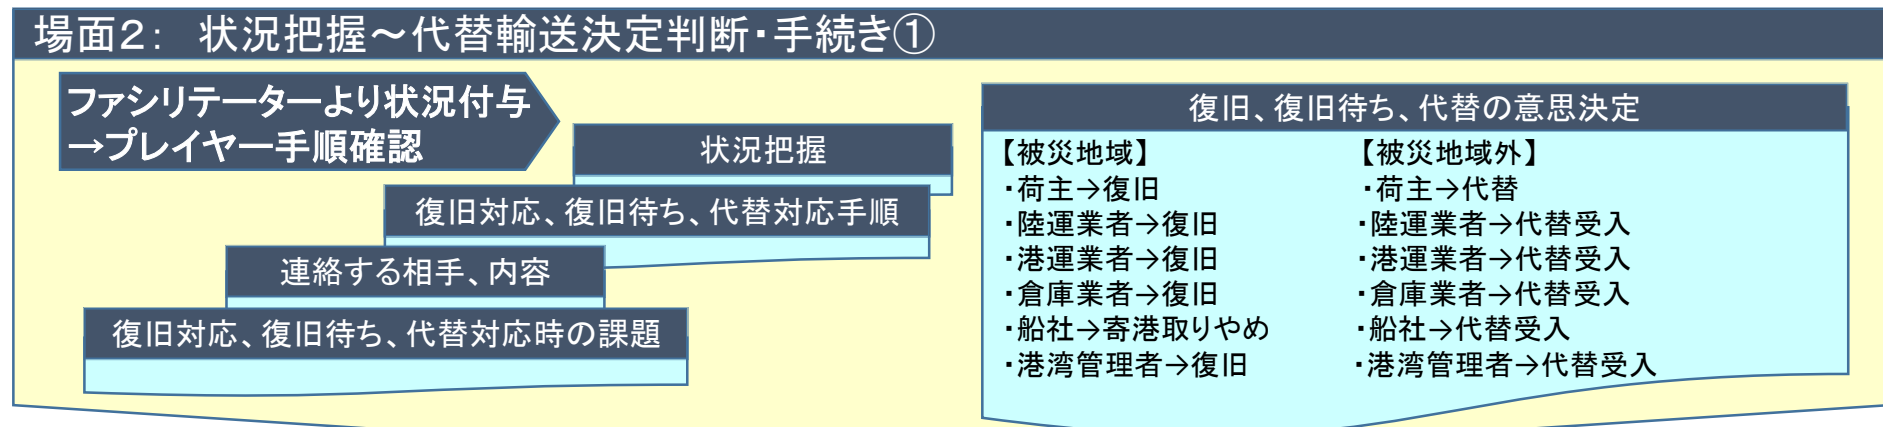 場面２： 状況把握～代替輸送決定判断・手続き①
ファシリテーターより状況付与
→プレイヤー手順確認
状況把握
復旧対応、復旧待ち、代替対応手順
連絡する相手、内容
復旧対応、復旧待ち、代替対応時の課題
復旧、復旧待ち、代替の意思決定
【被災地域】
・荷主→復旧
・陸運業者→復旧
・港運業者→復旧
・倉庫業者→復旧
・船社→寄港取りやめ
・港湾管理者→復旧
【被災地域外】
・荷主→代替
・陸運業者→代替受入
・港運業者→代替受入
・倉庫業者→代替受入
・船社→代替受入
・港湾管理者→代替受入